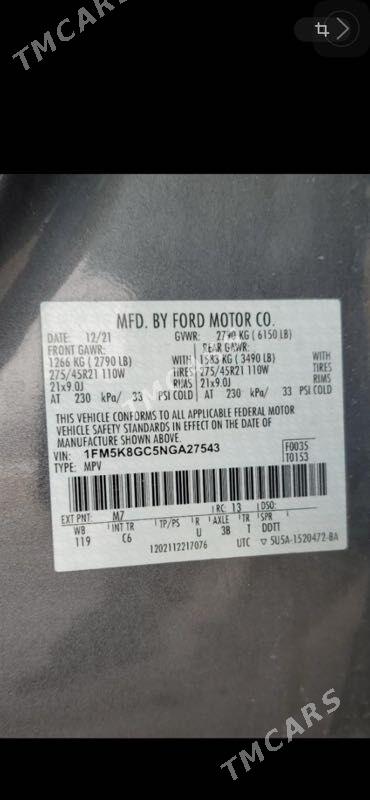 TMCARS
MFD. BY FORD MOTOR CO.
DATE: 12/21 GVWR: 2790 KG ( 6150 LB)
FRONT GAWR: REAR GAWR:
1266 KG ( 2790 LB) WITH 1583 KG ( 3490 LB) WITH
275/45R21 110W TIRES 275/45R21 110W TIRES
21x9.0J RIMS 21x9.0J RIMS
AT 230 kPa/ 33 PSI COLD AT 230 kPa/ 33 PSI COLD
THIS VEHICLE CONFORMS TO ALL APPLICABLE FEDERAL MOTOR
VEHICLE SAFETY STANDARDS IN EFFECT ON THE DATE OF
MANUFACTURE SHOWN ABOVE.
VIN: 1FM5K8GC5NGA27543
TYPE: MPV
F0035
T0153
EXT PNT: M7 RC: 13 DSO:
WB INT TR TP/PS R AXLE TR SPR
119 C6 U 3B T DDTT
1202112217076 UTC ▽ 5U5A-1520472-BA
TMCARS
TMCARS